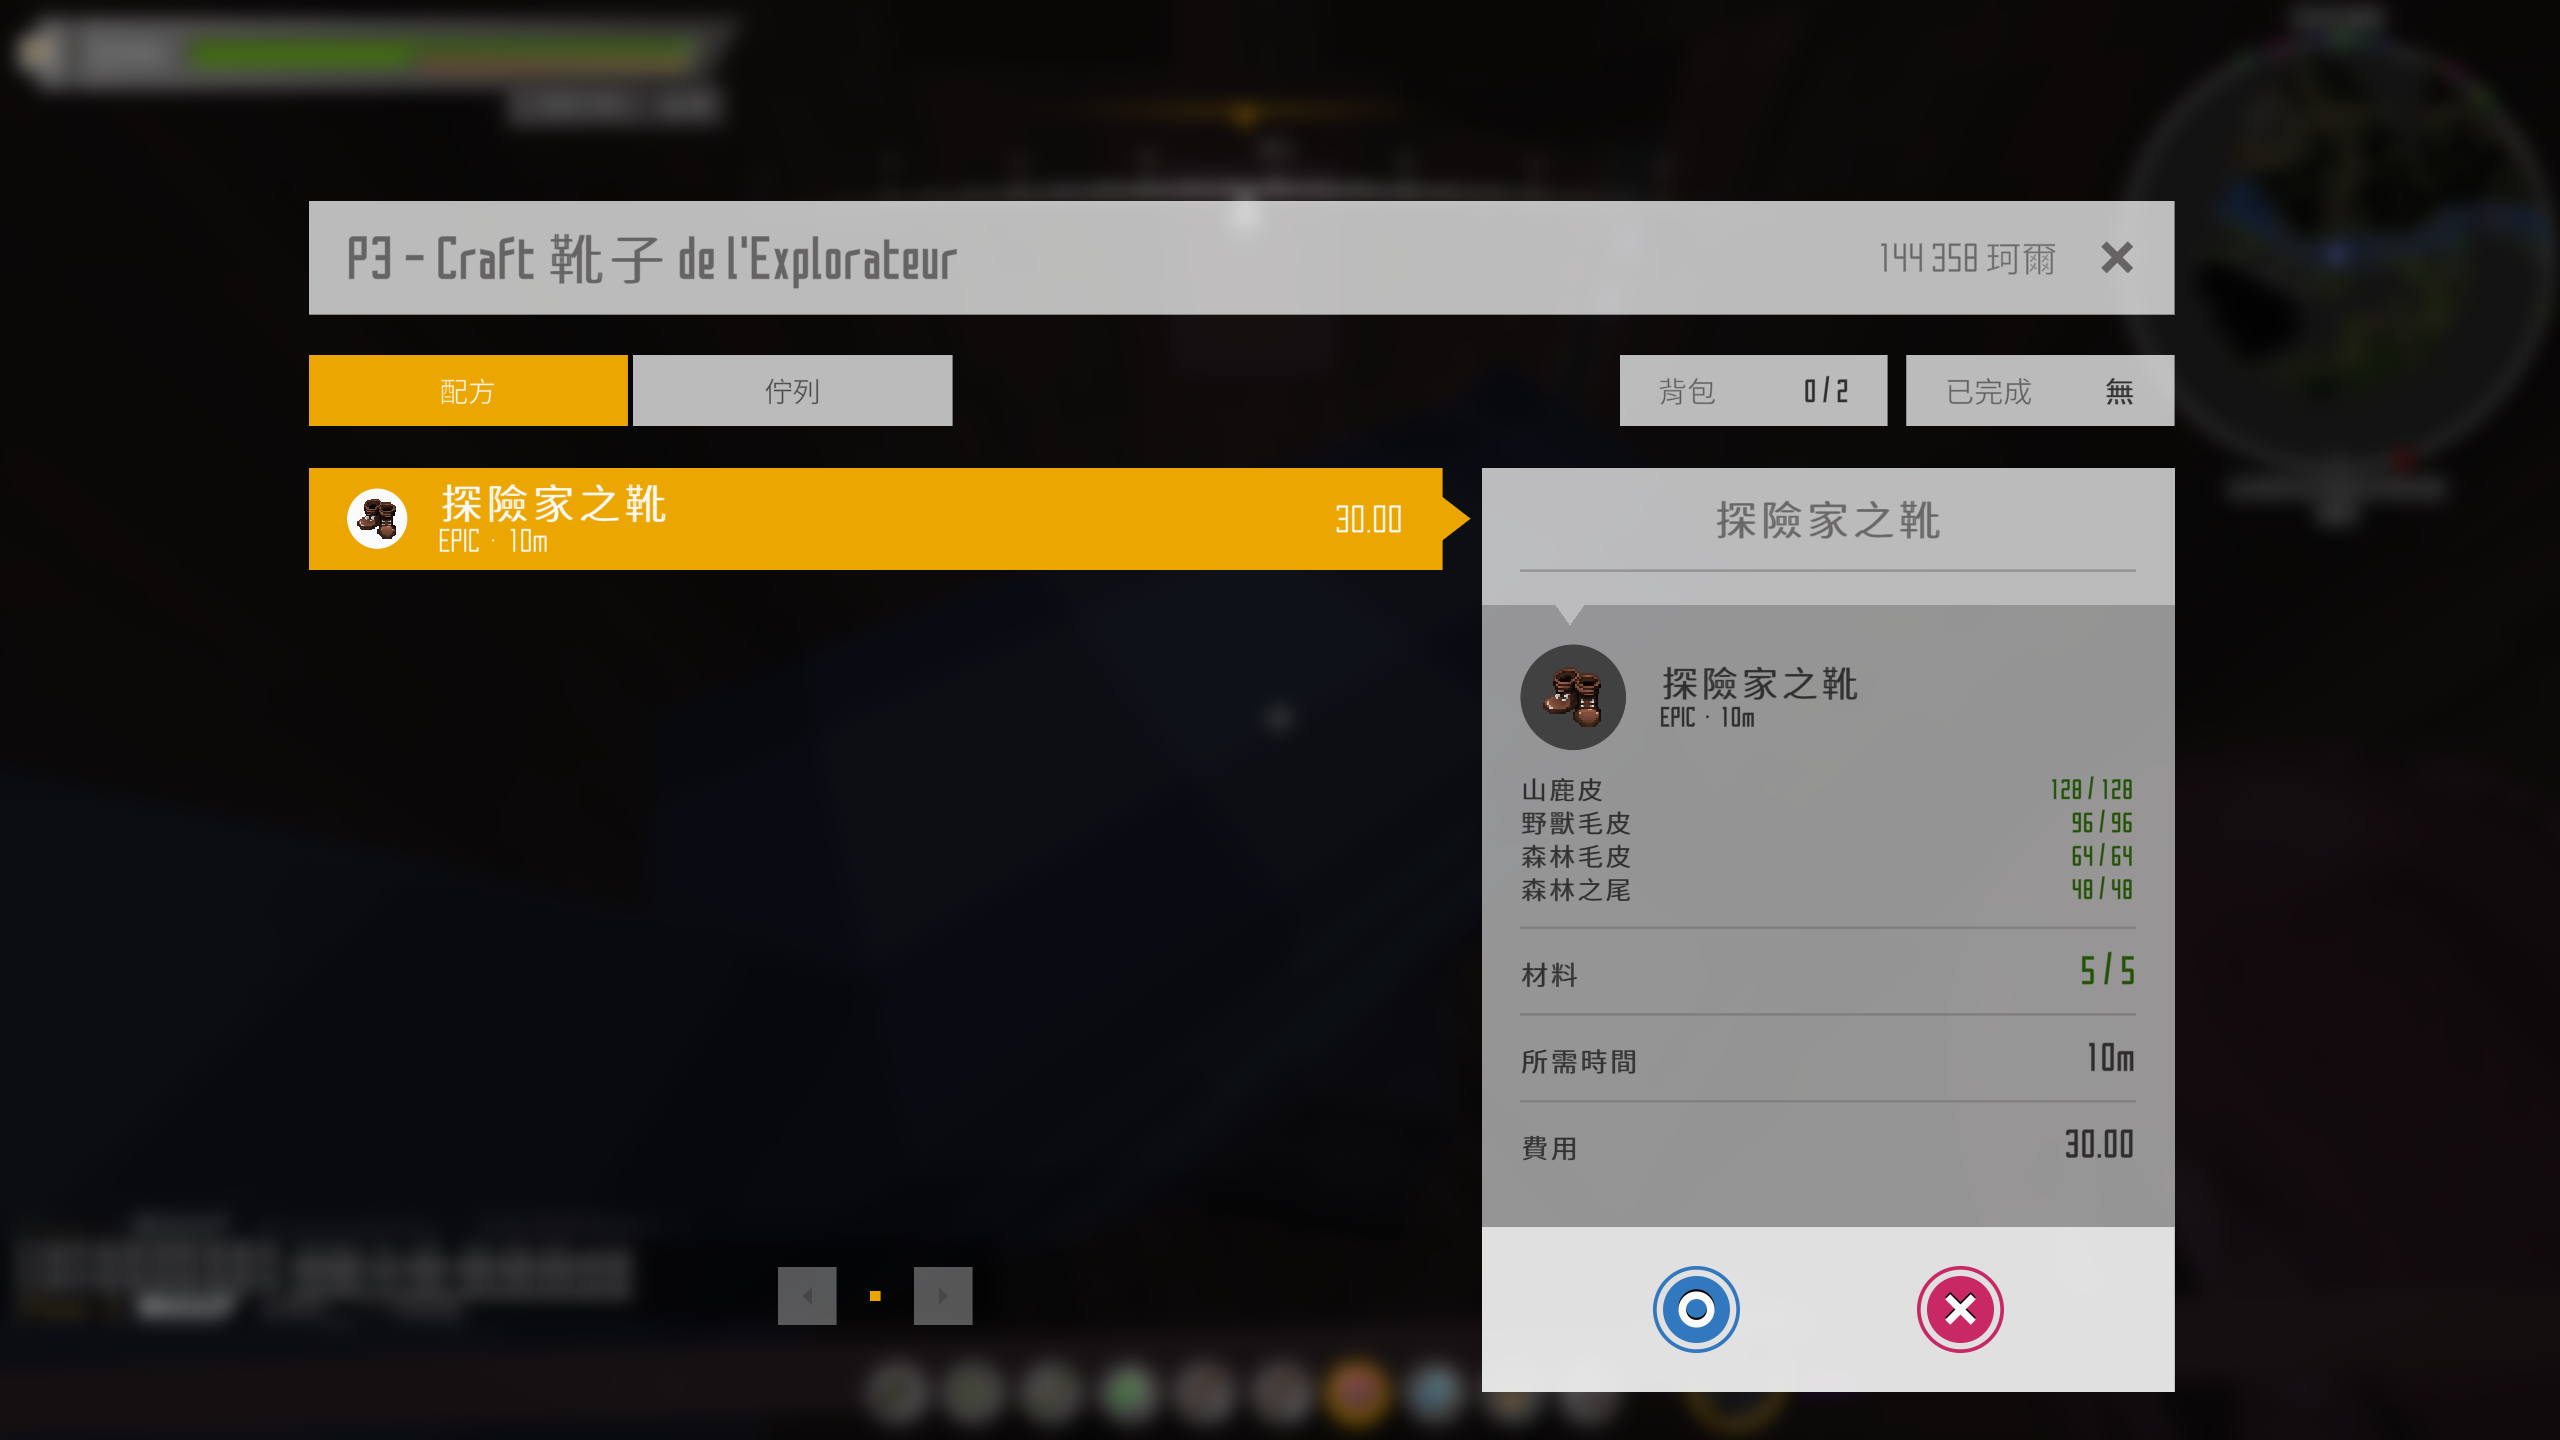 P3 - Craft 靴子 de l'Explorateur
144 358 珂爾
配方
佇列
背包 0 / 2
已完成 無
探險家之靴
EPIC · 10m
30.00
探險家之靴
探險家之靴
EPIC · 10m
山鹿皮 128 / 128
野獸毛皮 96 / 96
森林毛皮 64 / 64
森林之尾 48 / 48
材料 5 / 5
所需時間 10m
費用 30.00